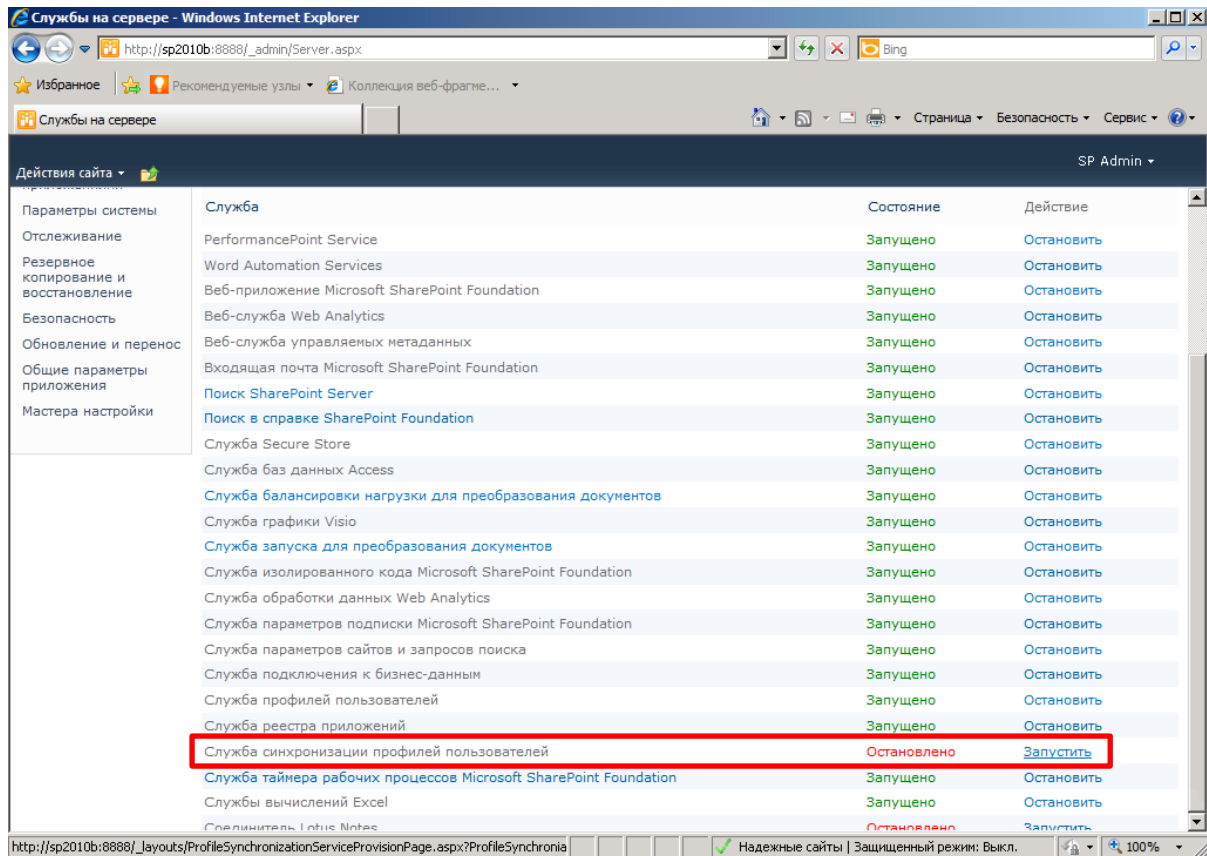 Службы на сервере - Windows Internet Explorer
http://sp2010b:8888/_admin/Server.aspx
Bing
Избранное Рекомендуемые узлы Коллекция веб-фрагме...
Службы на сервере
Страница Безопасность Сервис
SP Admin
Действия сайта
Служба Состояние Действие
Параметры системы
Отслеживание
Резервное
копирование и
восстановление
Безопасность
Обновление и перенос
Общие параметры
приложения
Мастера настройки
PerformancePoint Service Запущено Остановить
Word Automation Services Запущено Остановить
Веб-приложение Microsoft SharePoint Foundation Запущено Остановить
Веб-служба Web Analytics Запущено Остановить
Веб-служба управляемых метаданных Запущено Остановить
Входящая почта Microsoft SharePoint Foundation Запущено Остановить
Поиск SharePoint Server Запущено Остановить
Поиск в справке SharePoint Foundation Запущено Остановить
Служба Secure Store Запущено Остановить
Служба баз данных Access Запущено Остановить
Служба балансировки нагрузки для преобразования документов Запущено Остановить
Служба графики Visio Запущено Остановить
Служба запуска для преобразования документов Запущено Остановить
Служба изолированного кода Microsoft SharePoint Foundation Запущено Остановить
Служба обработки данных Web Analytics Запущено Остановить
Служба параметров подписки Microsoft SharePoint Foundation Запущено Остановить
Служба параметров сайтов и запросов поиска Запущено Остановить
Служба подключения к бизнес-данным Запущено Остановить
Служба профилей пользователей Запущено Остановить
Служба реестра приложений Запущено Остановить
Служба синхронизации профилей пользователей Остановлено Запустить
Служба таймера рабочих процессов Microsoft SharePoint Foundation Запущено Остановить
Службы вычислений Excel Запущено Остановить
Соединитель Lotus Notes Остановлено Запустить
http://sp2010b:8888/_layouts/ProfileSynchronizationServiceProvisionPage.aspx?ProfileSynchronia Надежные сайты | Защищенный режим: Выкл. 100%